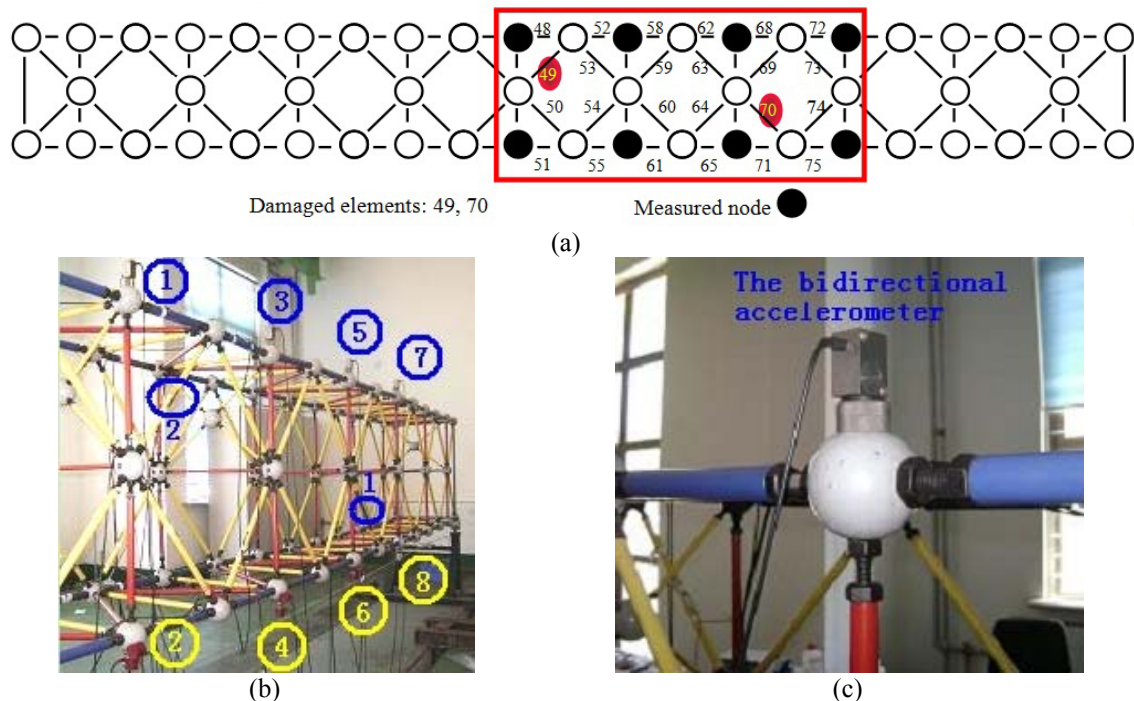 48 52 58 62 68 72
49 53 59 63 69 73
50 54 60 64 70 74
51 55 61 65 71 75
Damaged elements: 49, 70
Measured node
(a)
1 3 5 7
2
1
2 4 6 8
The bidirectional
accelerometer
(b)
(c)